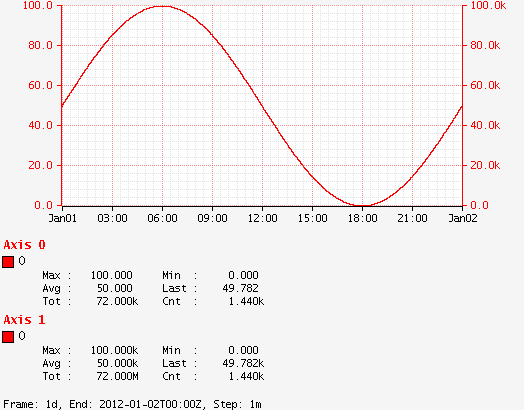 100.0 100.0k
80.0 80.0k
60.0 60.0k
40.0 40.0k
20.0 20.0k
0.0 0.0k
Jan01 03:00 06:00 09:00 12:00 15:00 18:00 21:00 Jan02
Axis 0
0
Max : 100.000 Min : 0.000
Avg : 50.000 Last : 49.782
Tot : 72.000k Cnt : 1.440k
Axis 1
0
Max : 100.000k Min : 0.000
Avg : 50.000k Last : 49.782k
Tot : 72.000M Cnt : 1.440k
Frame: 1d, End: 2012-01-02T00:00Z, Step: 1m